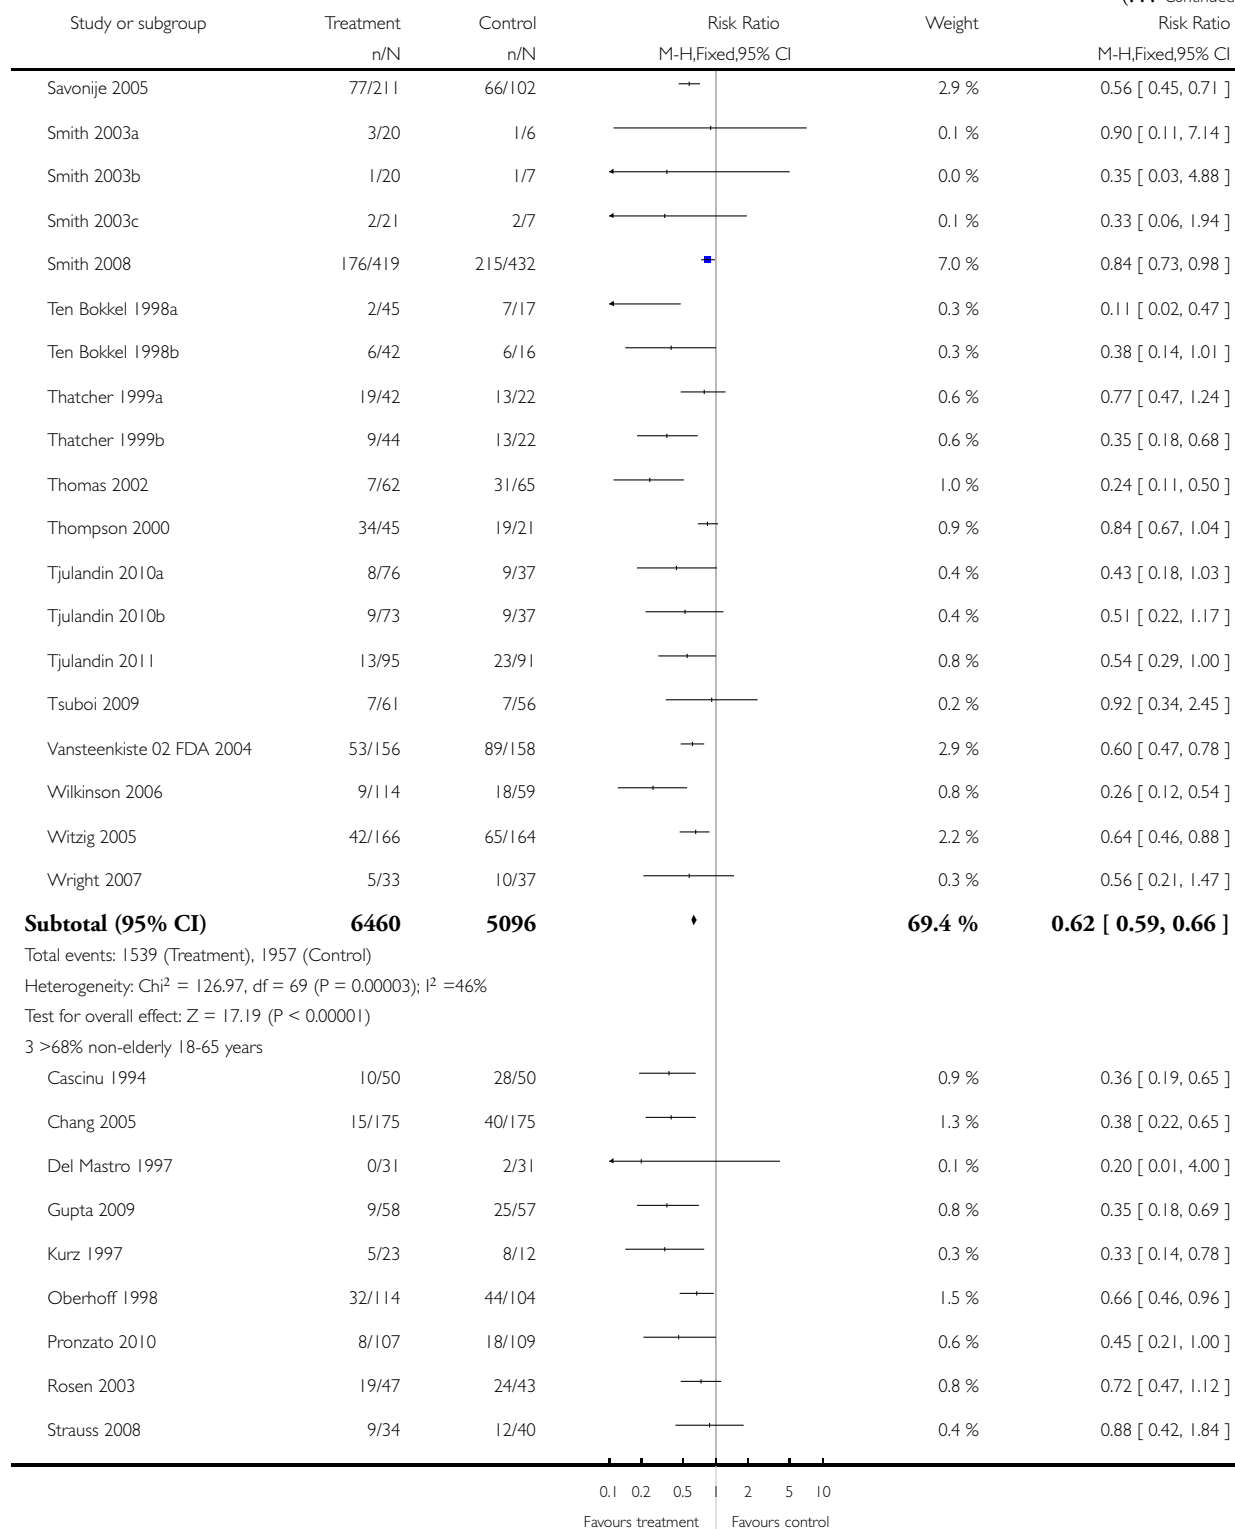 Continued
Study or subgroup Treatment Control Risk Ratio Weight Risk Ratio
n/N n/N M-H,Fixed,95% CI M-H,Fixed,95% CI
Savonije 2005 77/211 66/102 2.9 % 0.56 [ 0.45, 0.71 ]
Smith 2003a 3/20 1/6 0.1 % 0.90 [ 0.11, 7.14 ]
Smith 2003b 1/20 1/7 0.0 % 0.35 [ 0.03, 4.88 ]
Smith 2003c 2/21 2/7 0.1 % 0.33 [ 0.06, 1.94 ]
Smith 2008 176/419 215/432 7.0 % 0.84 [ 0.73, 0.98 ]
Ten Bokkel 1998a 2/45 7/17 0.3 % 0.11 [ 0.02, 0.47 ]
Ten Bokkel 1998b 6/42 6/16 0.3 % 0.38 [ 0.14, 1.01 ]
Thatcher 1999a 19/42 13/22 0.6 % 0.77 [ 0.47, 1.24 ]
Thatcher 1999b 9/44 13/22 0.6 % 0.35 [ 0.18, 0.68 ]
Thomas 2002 7/62 31/65 1.0 % 0.24 [ 0.11, 0.50 ]
Thompson 2000 34/45 19/21 0.9 % 0.84 [ 0.67, 1.04 ]
Tjulandin 2010a 8/76 9/37 0.4 % 0.43 [ 0.18, 1.03 ]
Tjulandin 2010b 9/73 9/37 0.4 % 0.51 [ 0.22, 1.17 ]
Tjulandin 2011 13/95 23/91 0.8 % 0.54 [ 0.29, 1.00 ]
Tsuboi 2009 7/61 7/56 0.2 % 0.92 [ 0.34, 2.45 ]
Vansteenkiste 02 FDA 2004 53/156 89/158 2.9 % 0.60 [ 0.47, 0.78 ]
Wilkinson 2006 9/114 18/59 0.8 % 0.26 [ 0.12, 0.54 ]
Witzig 2005 42/166 65/164 2.2 % 0.64 [ 0.46, 0.88 ]
Wright 2007 5/33 10/37 0.3 % 0.56 [ 0.21, 1.47 ]
Subtotal (95% CI) 6460 5096 69.4 % 0.62 [ 0.59, 0.66 ]
Total events: 1539 (Treatment), 1957 (Control)
Heterogeneity: Chi² = 126.97, df = 69 (P = 0.00003); I² =46%
Test for overall effect: Z = 17.19 (P < 0.00001)
3 >68% non-elderly 18-65 years
Cascinu 1994 10/50 28/50 0.9 % 0.36 [ 0.19, 0.65 ]
Chang 2005 15/175 40/175 1.3 % 0.38 [ 0.22, 0.65 ]
Del Mastro 1997 0/31 2/31 0.1 % 0.20 [ 0.01, 4.00 ]
Gupta 2009 9/58 25/57 0.8 % 0.35 [ 0.18, 0.69 ]
Kurz 1997 5/23 8/12 0.3 % 0.33 [ 0.14, 0.78 ]
Oberhoff 1998 32/114 44/104 1.5 % 0.66 [ 0.46, 0.96 ]
Pronzato 2010 8/107 18/109 0.6 % 0.45 [ 0.21, 1.00 ]
Rosen 2003 19/47 24/43 0.8 % 0.72 [ 0.47, 1.12 ]
Strauss 2008 9/34 12/40 0.4 % 0.88 [ 0.42, 1.84 ]
0.1 0.2 0.5 1 2 5 10
Favours treatment Favours control